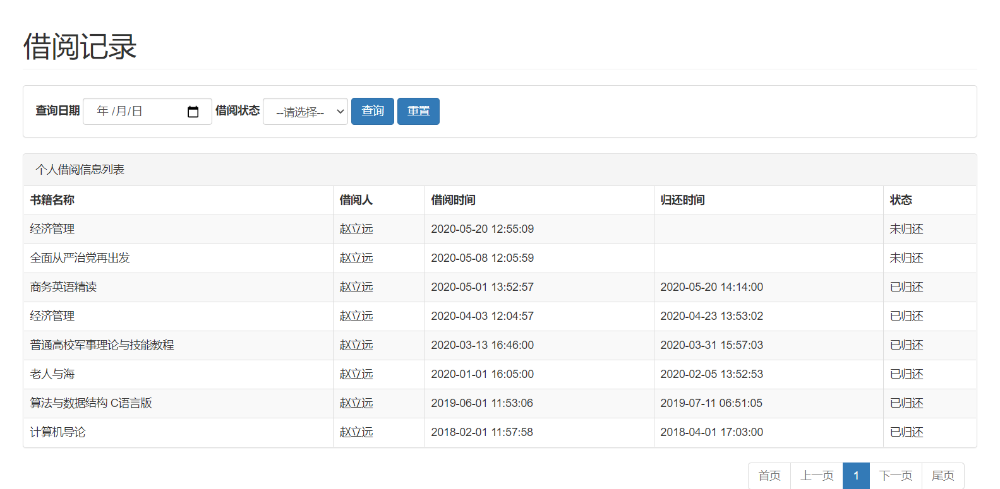 借阅记录
查询日期 年 /月/日 借阅状态 --请选择-- 查询 重置
个人借阅信息列表
书籍名称 借阅人 借阅时间 归还时间 状态
经济管理 赵立远 2020-05-20 12:55:09 未归还
全面从严治党再出发 赵立远 2020-05-08 12:05:59 未归还
商务英语精读 赵立远 2020-05-01 13:52:57 2020-05-20 14:14:00 已归还
经济管理 赵立远 2020-04-03 12:04:57 2020-04-23 13:53:02 已归还
普通高校军事理论与技能教程 赵立远 2020-03-13 16:46:00 2020-03-31 15:57:03 已归还
老人与海 赵立远 2020-01-01 16:05:00 2020-02-05 13:52:53 已归还
算法与数据结构 C语言版 赵立远 2019-06-01 11:53:06 2019-07-11 06:51:05 已归还
计算机导论 赵立远 2018-02-01 11:57:58 2018-04-01 17:03:00 已归还
首页 上一页 1 下一页 尾页